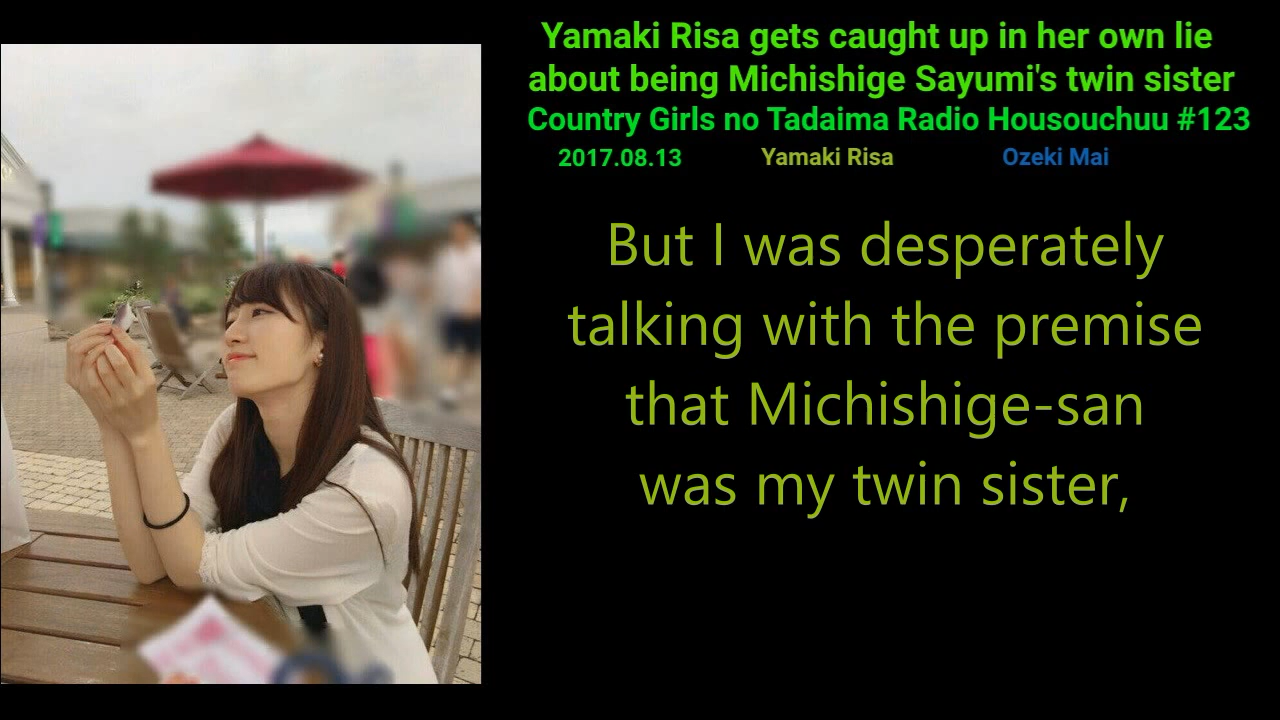 Yamaki Risa gets caught up in her own lie
about being Michishige Sayumi's twin sister
Country Girls no Tadaima Radio Housouchuu #123
2017.08.13 Yamaki Risa Ozeki Mai
But I was desperately
talking with the premise
that Michishige-san
was my twin sister,